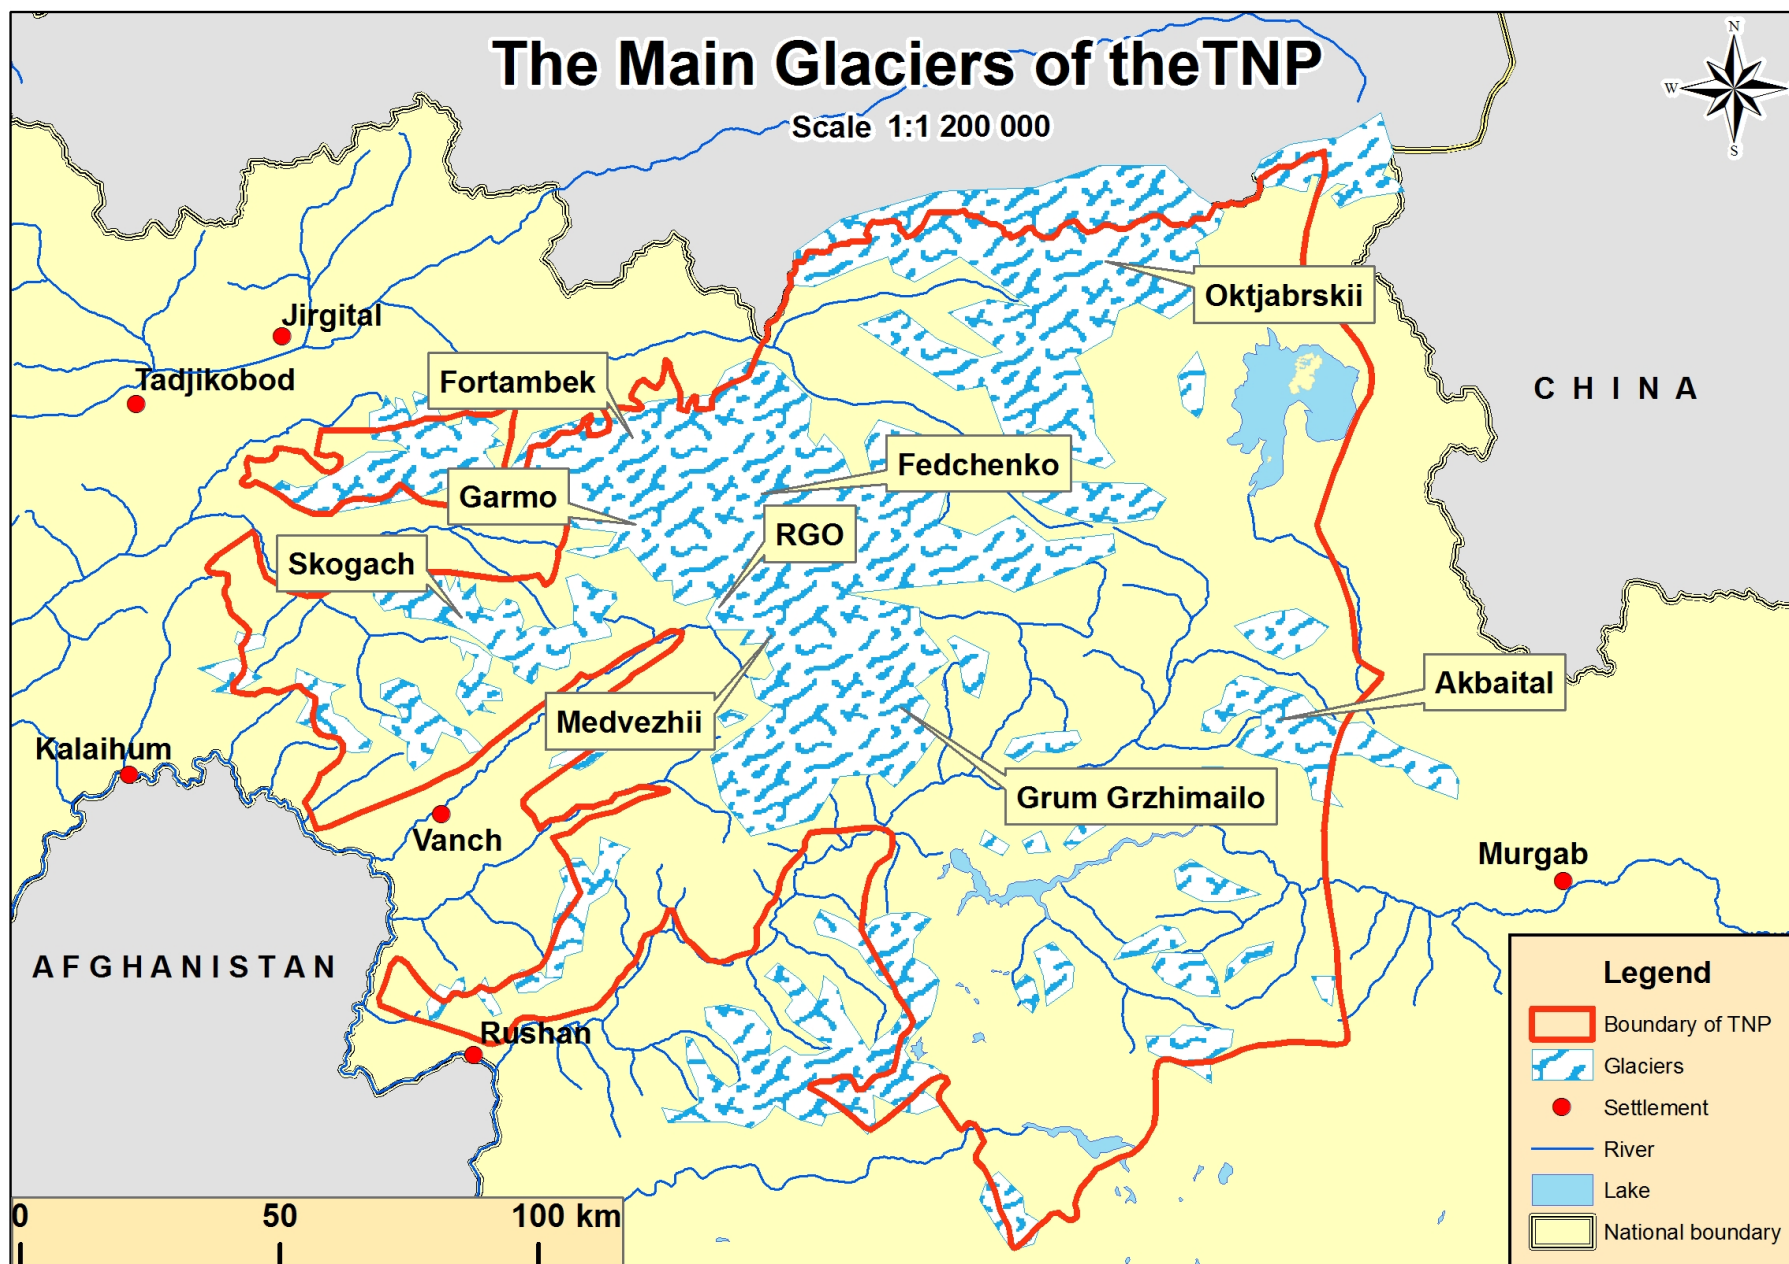 The Main Glaciers of theTNP
Scale 1:1 200 000
N
W
S
Oktjabrskii
Jirgital
Tadjikobod
Fortambek
CHINA
Fedchenko
Garmo
RGO
Skogach
Akbaital
Medvezhii
Kalaihum
Grum Grzhimailo
Vanch
Murgab
AFGHANISTAN
Rushan
Legend
Boundary of TNP
Glaciers
Settlement
River
Lake
National boundary
0 50 100 km